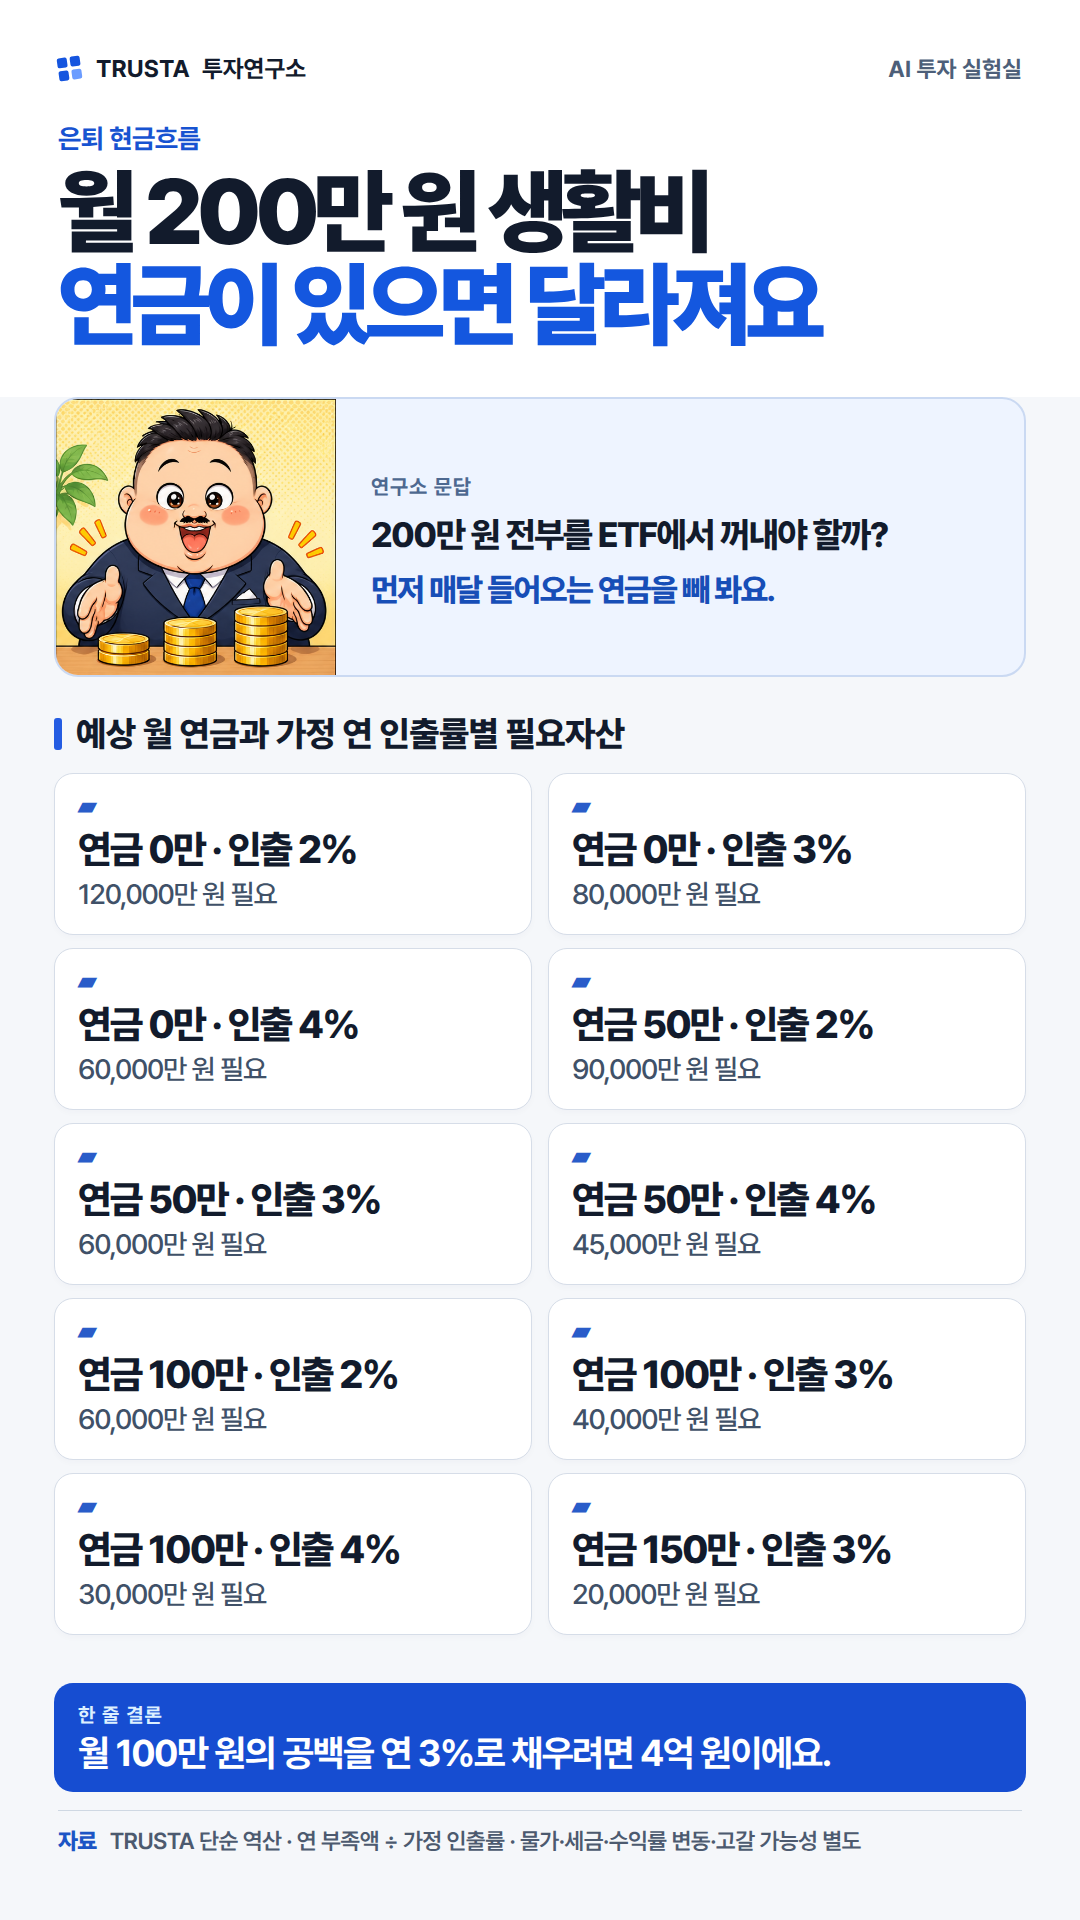 TRUSTA 투자연구소
AI 투자 실험실
은퇴 현금흐름
월 200만 원 생활비
연금이 있으면 달라져요
연구소 문답
200만 원 전부를 ETF에서 꺼내야 할까?
먼저 매달 들어오는 연금을 빼 봐요.
예상 월 연금과 가정 연 인출률별 필요자산
연금 0만 · 인출 2%
120,000만 원 필요
연금 0만 · 인출 3%
80,000만 원 필요
연금 0만 · 인출 4%
60,000만 원 필요
연금 50만 · 인출 2%
90,000만 원 필요
연금 50만 · 인출 3%
60,000만 원 필요
연금 50만 · 인출 4%
45,000만 원 필요
연금 100만 · 인출 2%
60,000만 원 필요
연금 100만 · 인출 3%
40,000만 원 필요
연금 100만 · 인출 4%
30,000만 원 필요
연금 150만 · 인출 3%
20,000만 원 필요
한 줄 결론
월 100만 원의 공백을 연 3%로 채우려면 4억 원이에요.
자료 TRUSTA 단순 역산 · 연 부족액 ÷ 가정 인출률 · 물가·세금·수익률 변동·고갈 가능성 별도